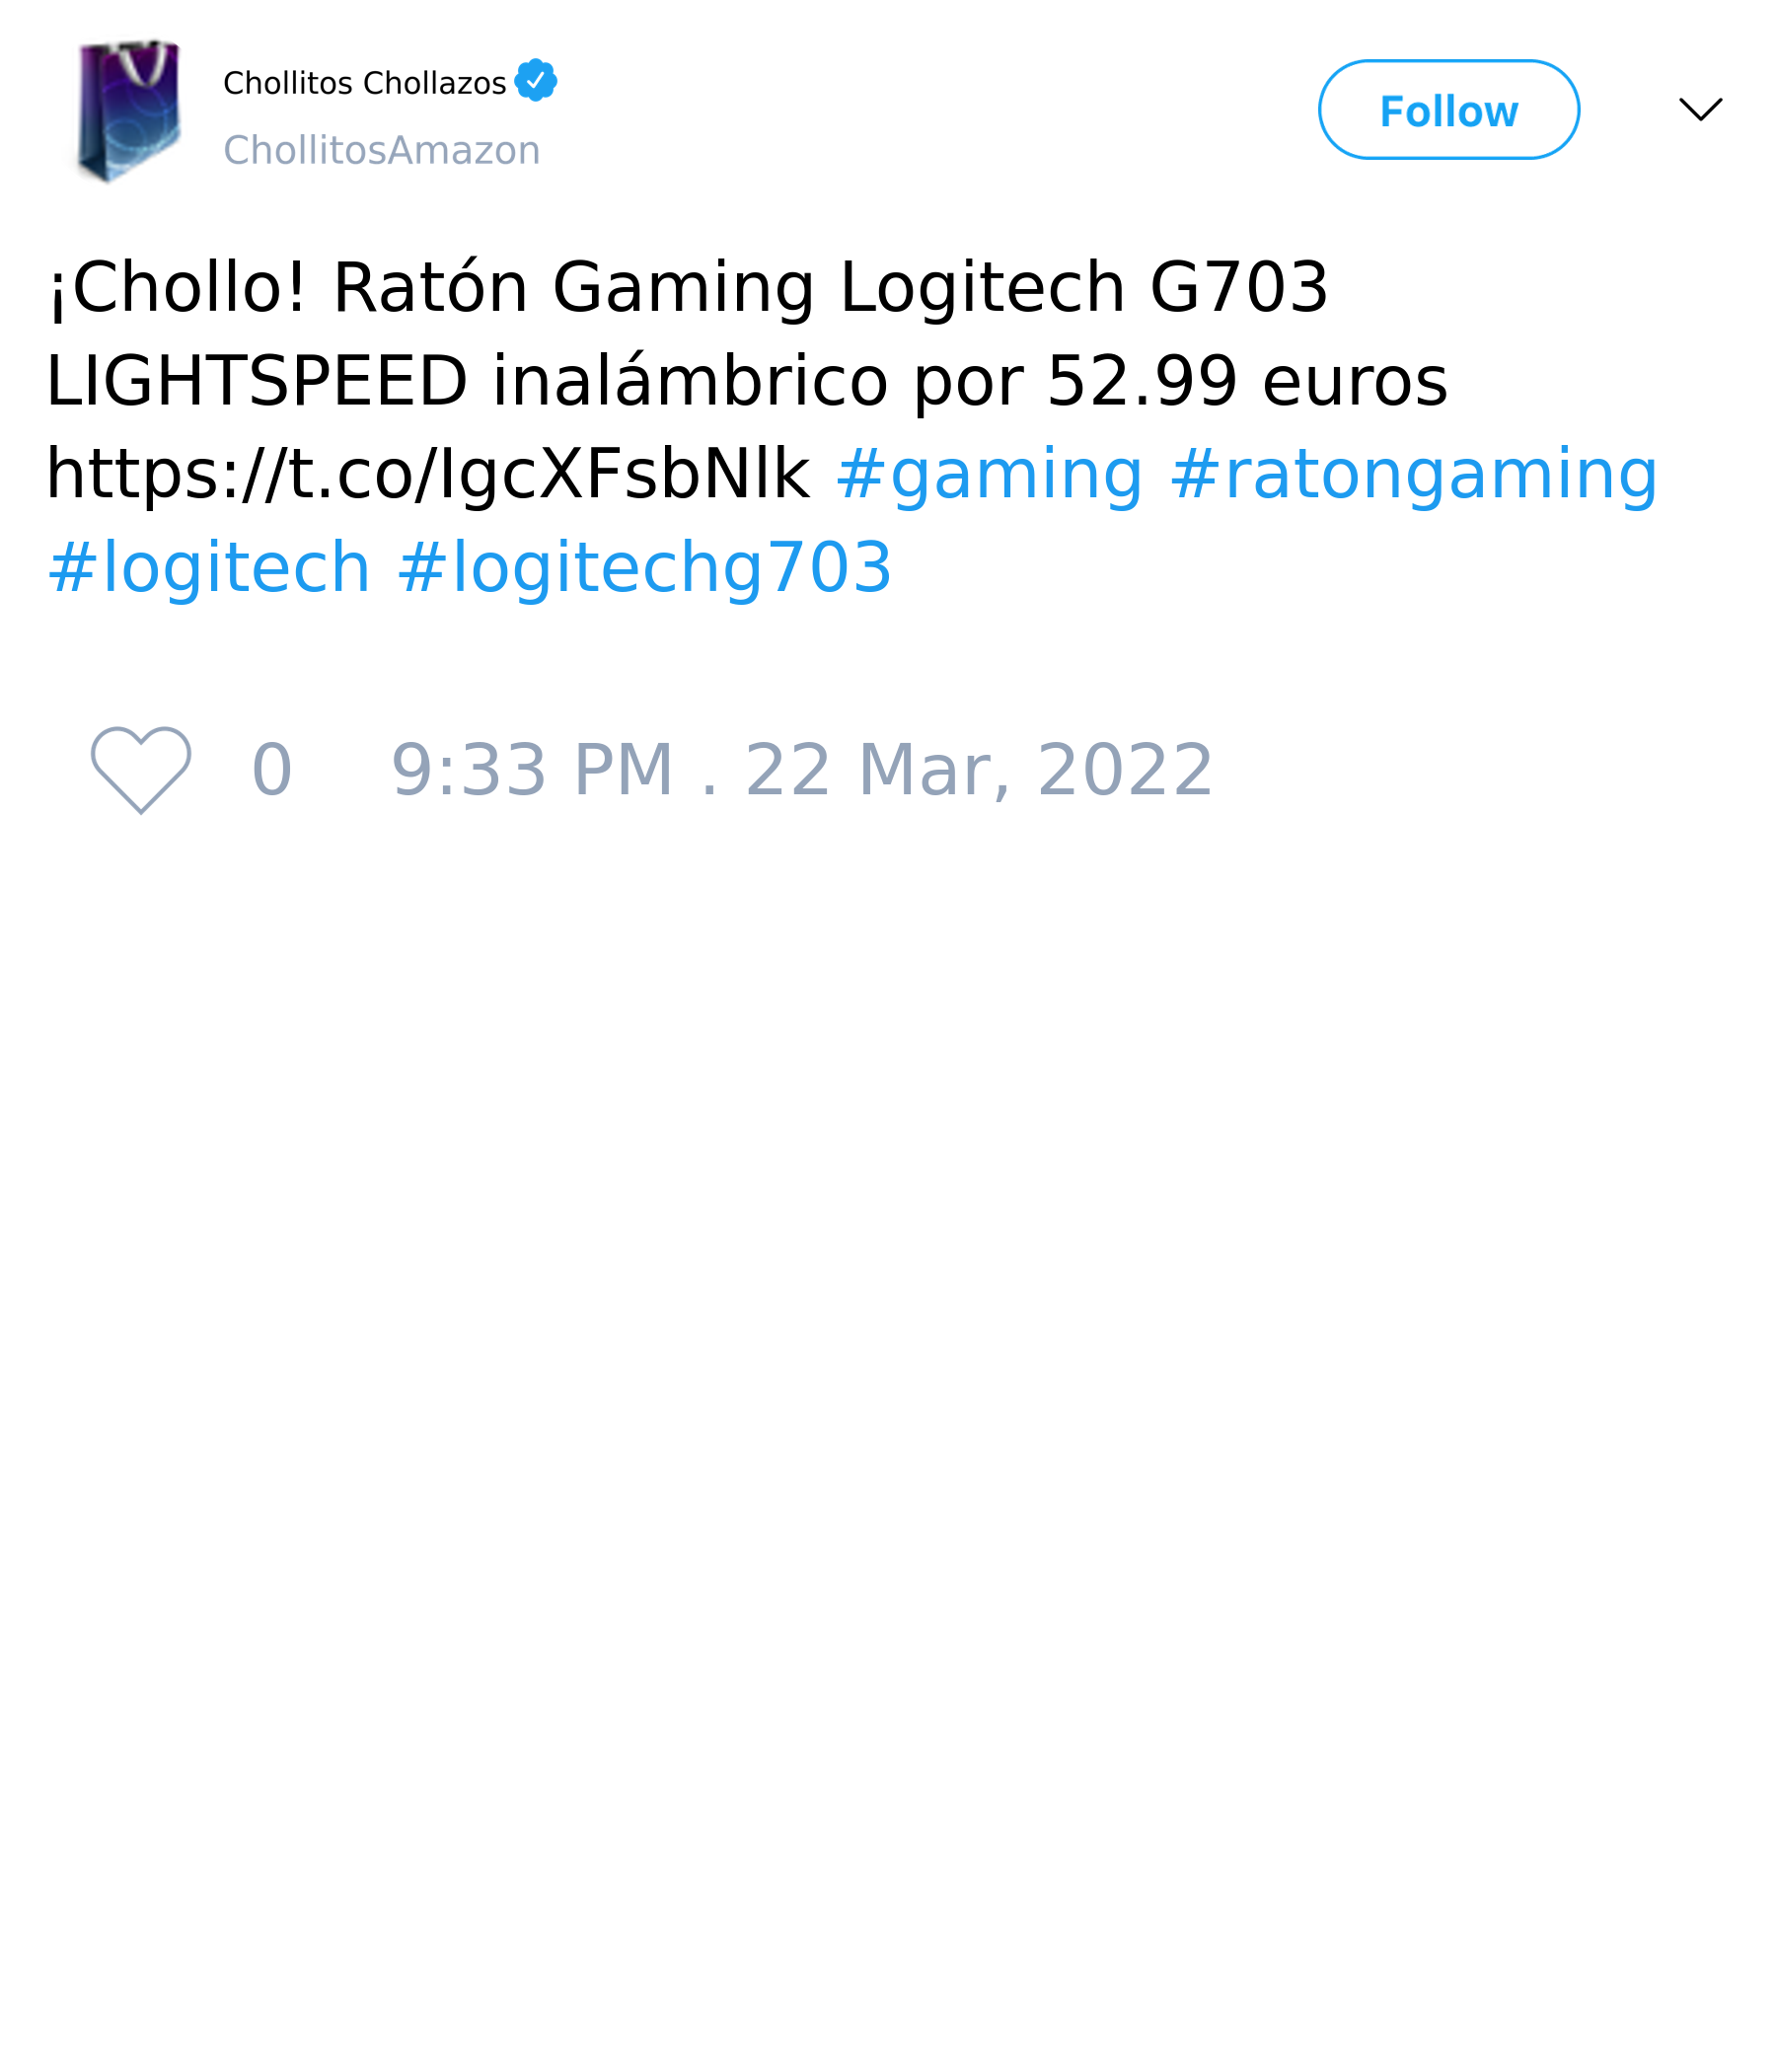 Chollitos Chollazos
ChollitosAmazon
Follow
¡Chollo! Ratón Gaming Logitech G703
LIGHTSPEED inalámbrico por 52.99 euros
https://t.co/IgcXFsbNlk #gaming #ratongaming
#logitech #logitechg703
0 9:33 PM . 22 Mar, 2022